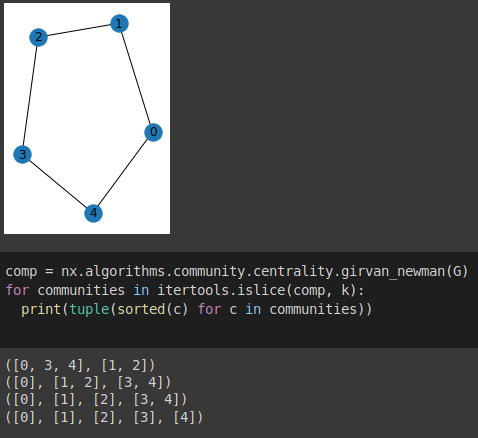 1
2
0
3
4
comp = nx.algorithms.community.centrality.girvan_newman(G)
for communities in itertools.islice(comp, k):
  print(tuple(sorted(c) for c in communities))
([0, 3, 4], [1, 2])
([0], [1, 2], [3, 4])
([0], [1], [2], [3, 4])
([0], [1], [2], [3], [4])